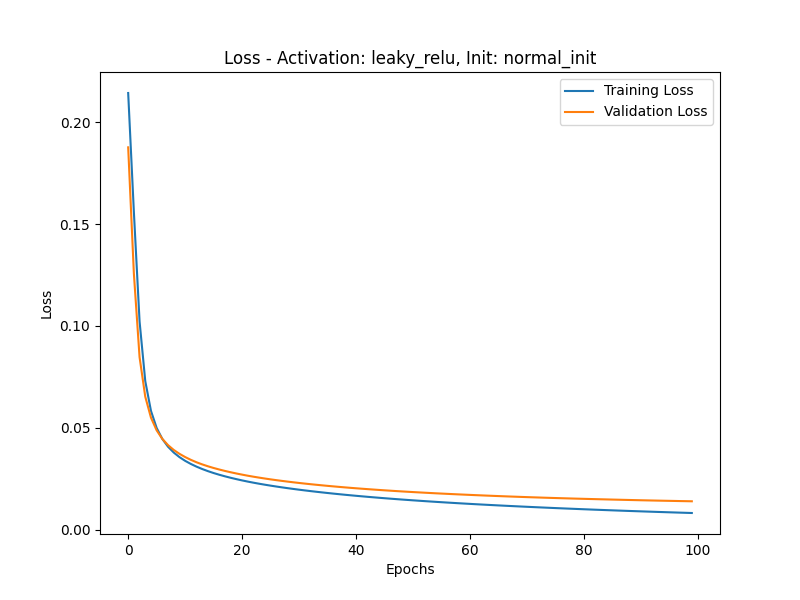 Loss - Activation: leaky_relu, Init: normal_init
Training Loss
Validation Loss
0.20
0.15
0.10
0.05
0.00
Loss
0
20
40
60
80
100
Epochs